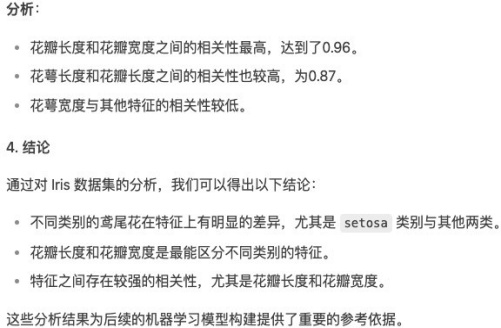 分析：
• 花瓣长度和花瓣宽度之间的相关性最高，达到了0.96。
• 花萼长度和花瓣长度之间的相关性也较高，为0.87。
• 花萼宽度与其他特征的相关性较低。
4. 结论
通过对 Iris 数据集的分析，我们可以得出以下结论：
• 不同类别的鸢尾花在特征上有明显的差异，尤其是 setosa 类别与其他两类。
• 花瓣长度和花瓣宽度是最能区分不同类别的特征。
• 特征之间存在较强的相关性，尤其是花瓣长度和花瓣宽度。
这些分析结果为后续的机器学习模型构建提供了重要的参考依据。